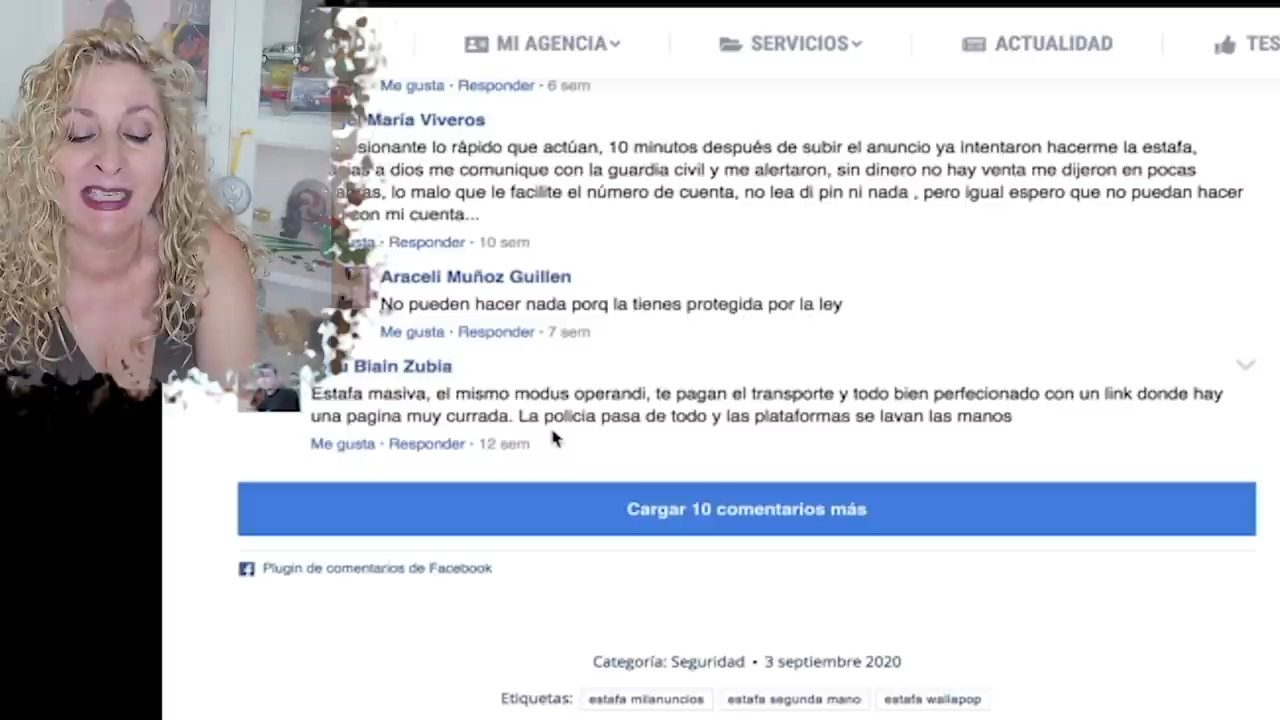 MI AGENCIA
SERVICIOS
ACTUALIDAD
TES
Me gusta · Responder · 6 sem
María Viveros
sionante lo rápido que actúan, 10 minutos después de subir el anuncio ya intentaron hacerme la estafa,
a dios me comunique con la guardia civil y me alertaron, sin dinero no hay venta me dijeron en pocas
lo malo que le facilite el número de cuenta, no lea di pin ni nada , pero igual espero que no puedan hacer
con mi cuenta...
Responder · 10 sem
Araceli Muñoz Guillen
No pueden hacer nada porq la tienes protegida por la ley
Me gusta · Responder · 7 sem
Blain Zubia
Estafa masiva, el mismo modus operandi, te pagan el transporte y todo bien perfecionado con un link donde hay
una pagina muy currada. La policia pasa de todo y las plataformas se lavan las manos
Me gusta · Responder · 12 sem
Cargar 10 comentarios más
Plugin de comentarios de Facebook
Categoría: Seguridad • 3 septiembre 2020
Etiquetas: estafa milanuncios estafa segunda mano estafa wallapop